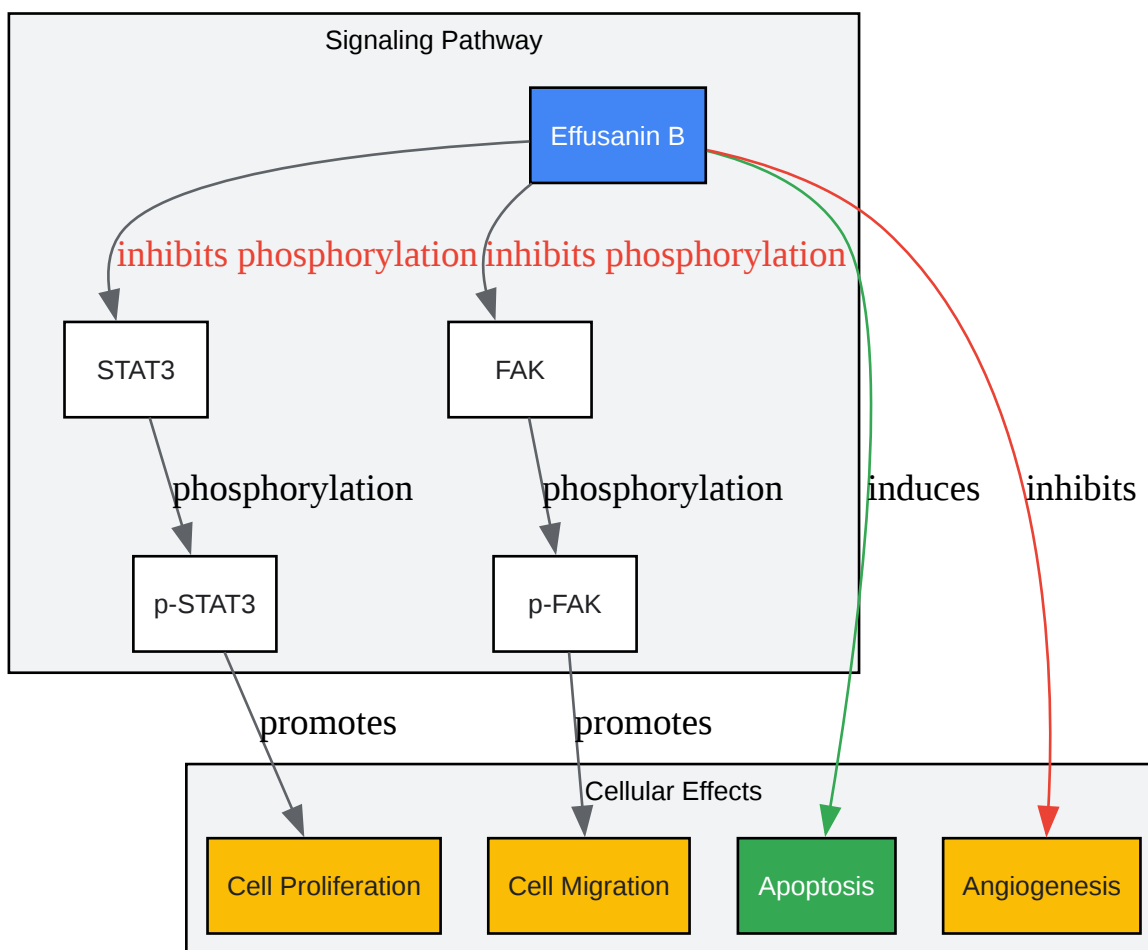 Signaling Pathway
Effusanin B
inhibits phosphorylation
inhibits phosphorylation
STAT3
FAK
phosphorylation
phosphorylation
induces
inhibits
p-STAT3
p-FAK
promotes
promotes
Cellular Effects
Cell Proliferation
Cell Migration
Apoptosis
Angiogenesis